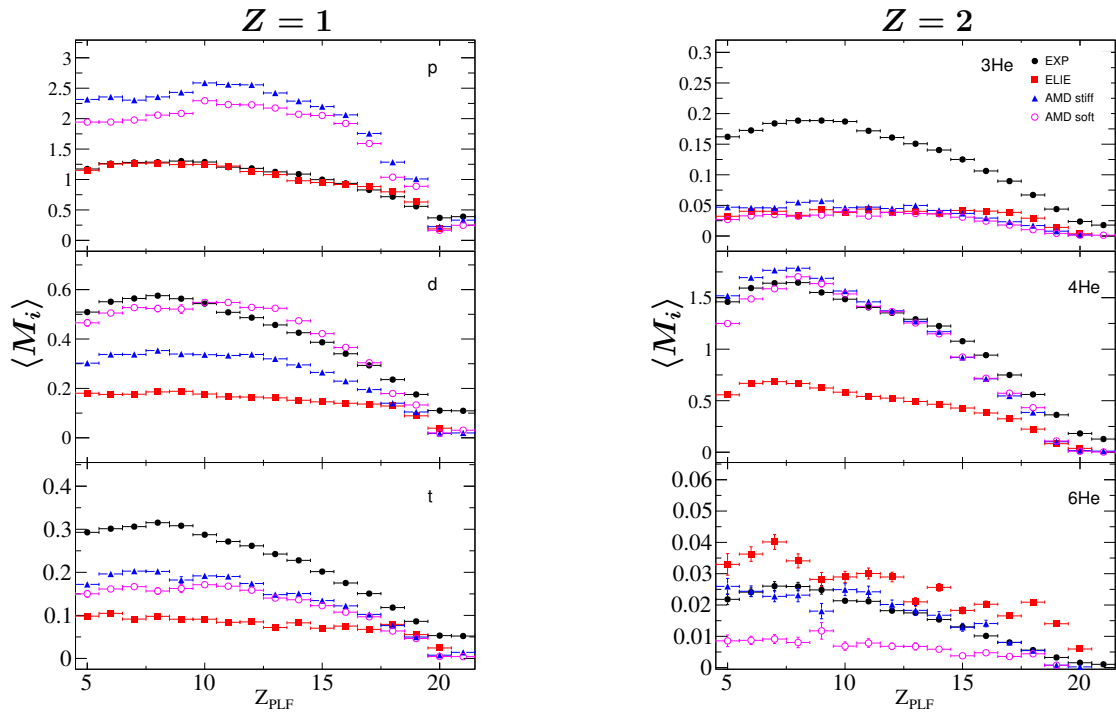 Z = 1
Z = 2
3
2.5
2
1.5
1
0.5
0
p
0.6
0.4
0.2
0
d
⟨M_i⟩
0.4
0.3
0.2
0.1
0
t
5
10
15
20
Z_PLF
0.3
0.25
0.2
0.15
0.1
0.05
0
3He
EXP
ELIE
AMD stiff
AMD soft
1.5
1
0.5
0
4He
⟨M_i⟩
0.06
0.05
0.04
0.03
0.02
0.01
0
6He
5
10
15
20
Z_PLF